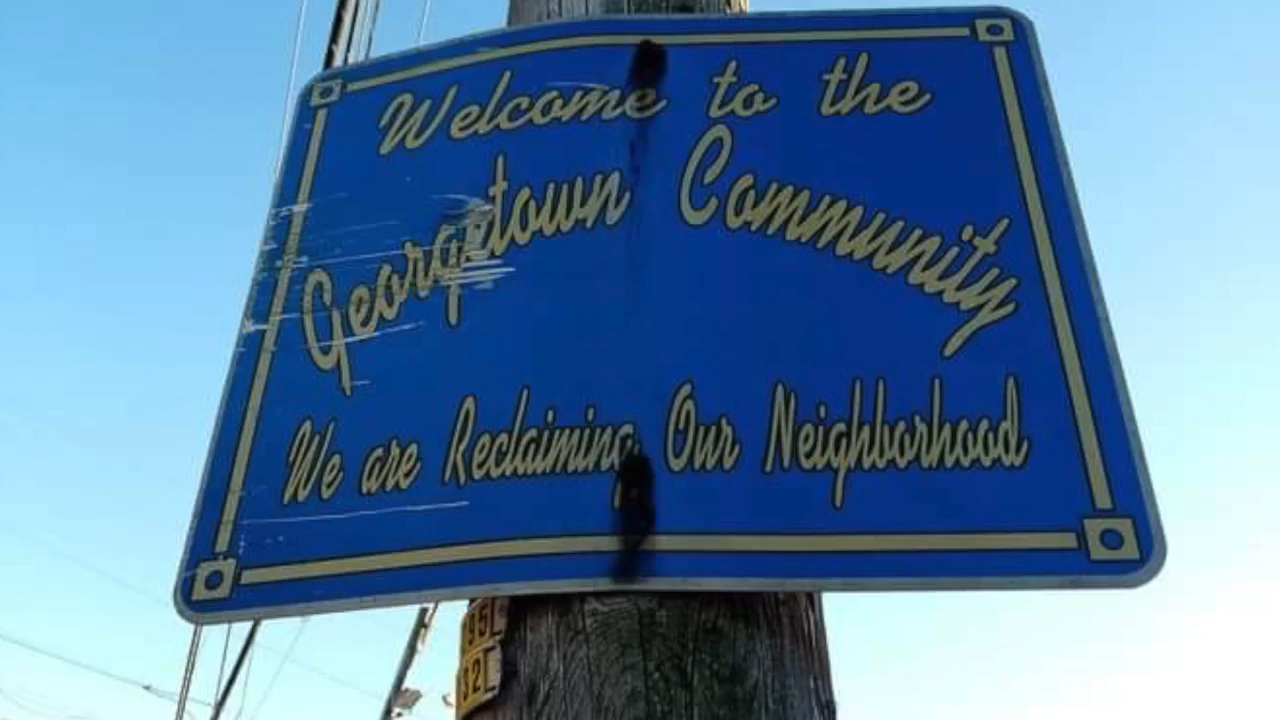 Welcome to the
Georgetown Community
We are Reclaiming Our Neighborhood
95L
32L